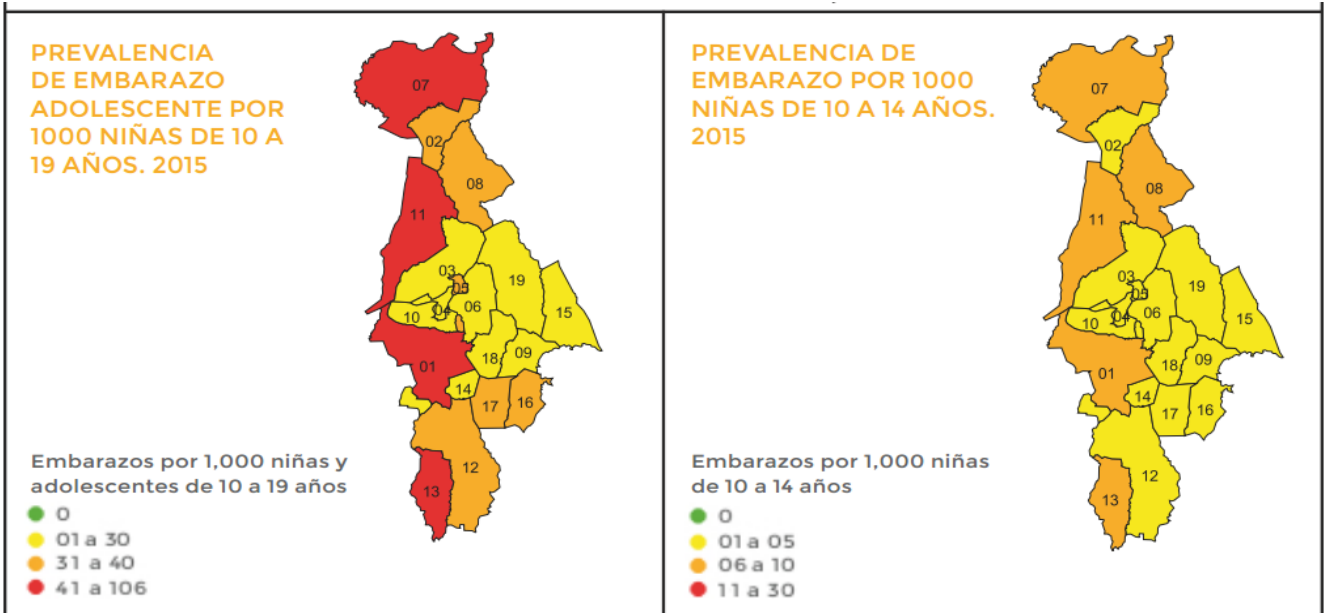 PREVALENCIA
DE EMBARAZO
ADOLESCENTE POR
1000 NIÑAS DE 10 A
19 AÑOS. 2015
07
02
08
11
03
05
19
04
06
10
15
01
18
09
14
17
16
12
13
Embarazos por 1,000 niñas y
adolescentes de 10 a 19 años
0
01 a 30
31 a 40
41 a 106
PREVALENCIA DE
EMBARAZO POR 1000
NIÑAS DE 10 A 14 AÑOS.
2015
07
02
08
11
03
05
19
04
06
10
15
01
18
09
14
17
16
12
13
Embarazos por 1,000 niñas
de 10 a 14 años
0
01 a 05
06 a 10
11 a 30